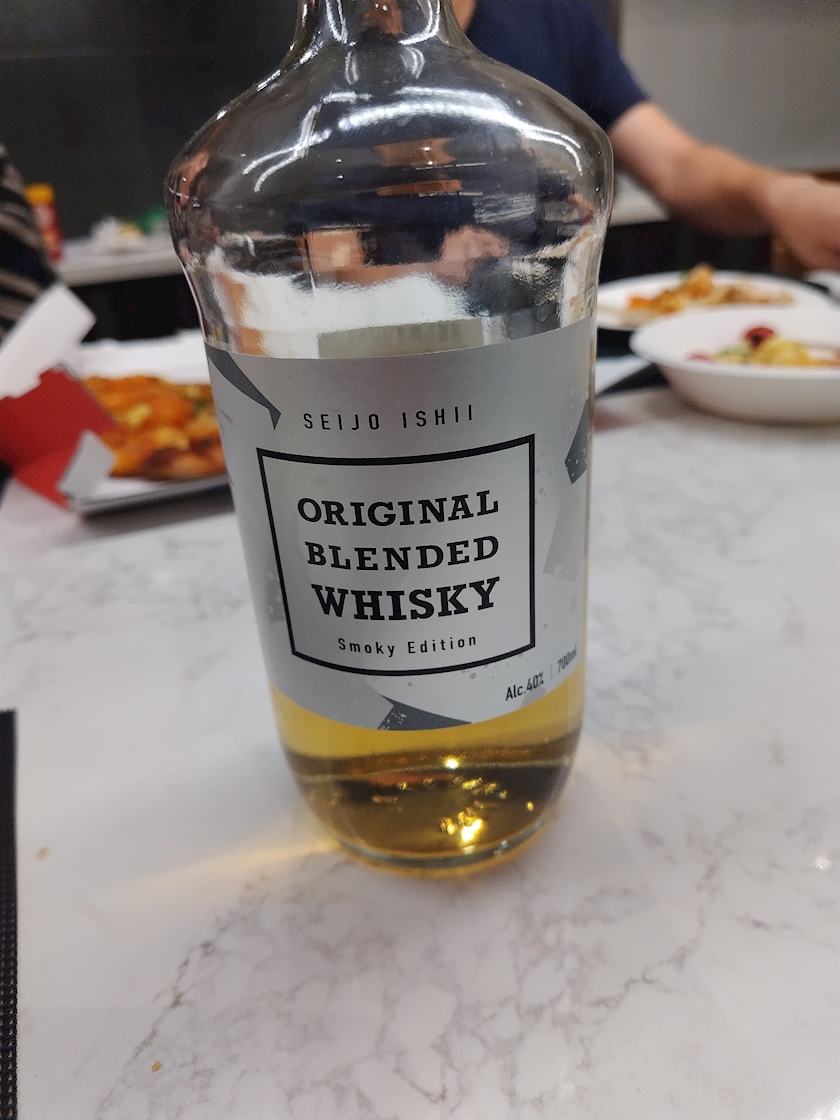 SEIJO ISHII
ORIGINAL
BLENDED
WHISKY
Smoky Edition
Alc.40% | 700ml